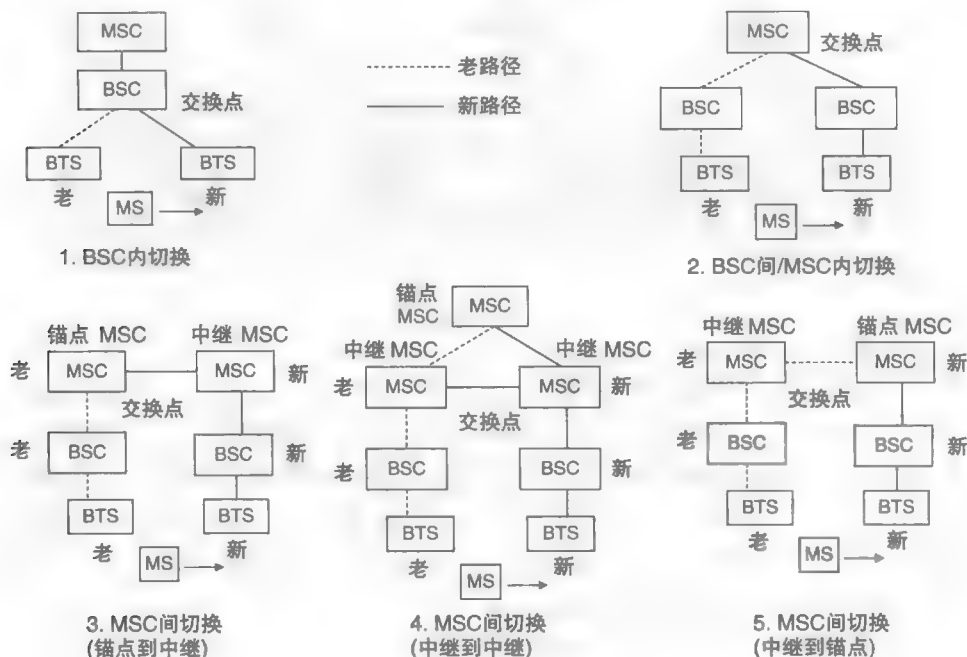 MSC
BSC
交换点
BTS
BTS
老
新
MS
1. BSC内切换
老路径
新路径
MSC
交换点
BSC
BSC
BTS
BTS
老
新
MS
2. BSC间/MSC内切换
锚点 MSC
中继 MSC
老
MSC
MSC
新
交换点
老
BSC
BSC
新
BTS
BTS
老
新
MS
3. MSC间切换
(锚点到中继)
锚点
MSC
MSC
中继 MSC
中继 MSC
老
MSC
MSC
新
交换点
老
BSC
BSC
新
BTS
BTS
老
新
MS
4. MSC间切换
(中继到中继)
中继 MSC
锚点 MSC
老
MSC
MSC
新
交换点
老
BSC
BSC
新
BTS
BTS
老
新
MS
5. MSC间切换
(中继到锚点)